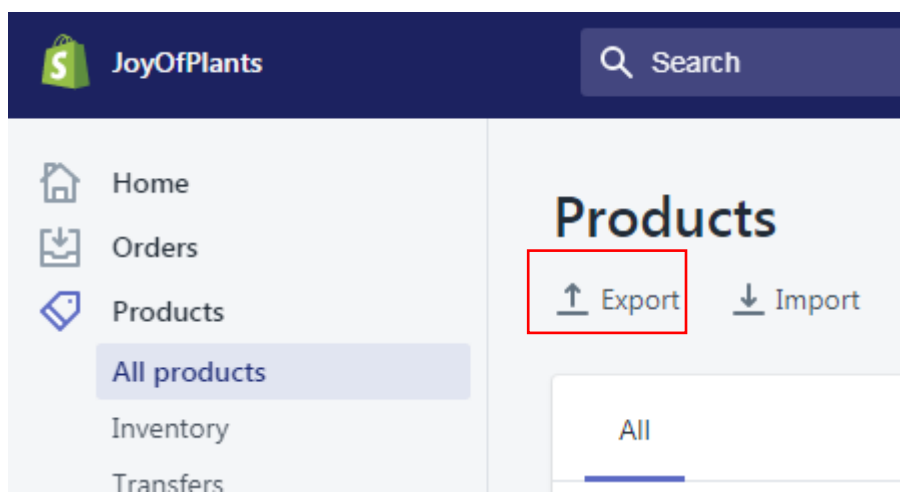 JoyOfPlants
Search
Home
Orders
Products
All products
Inventory
Transfers
Products
Export
Import
All